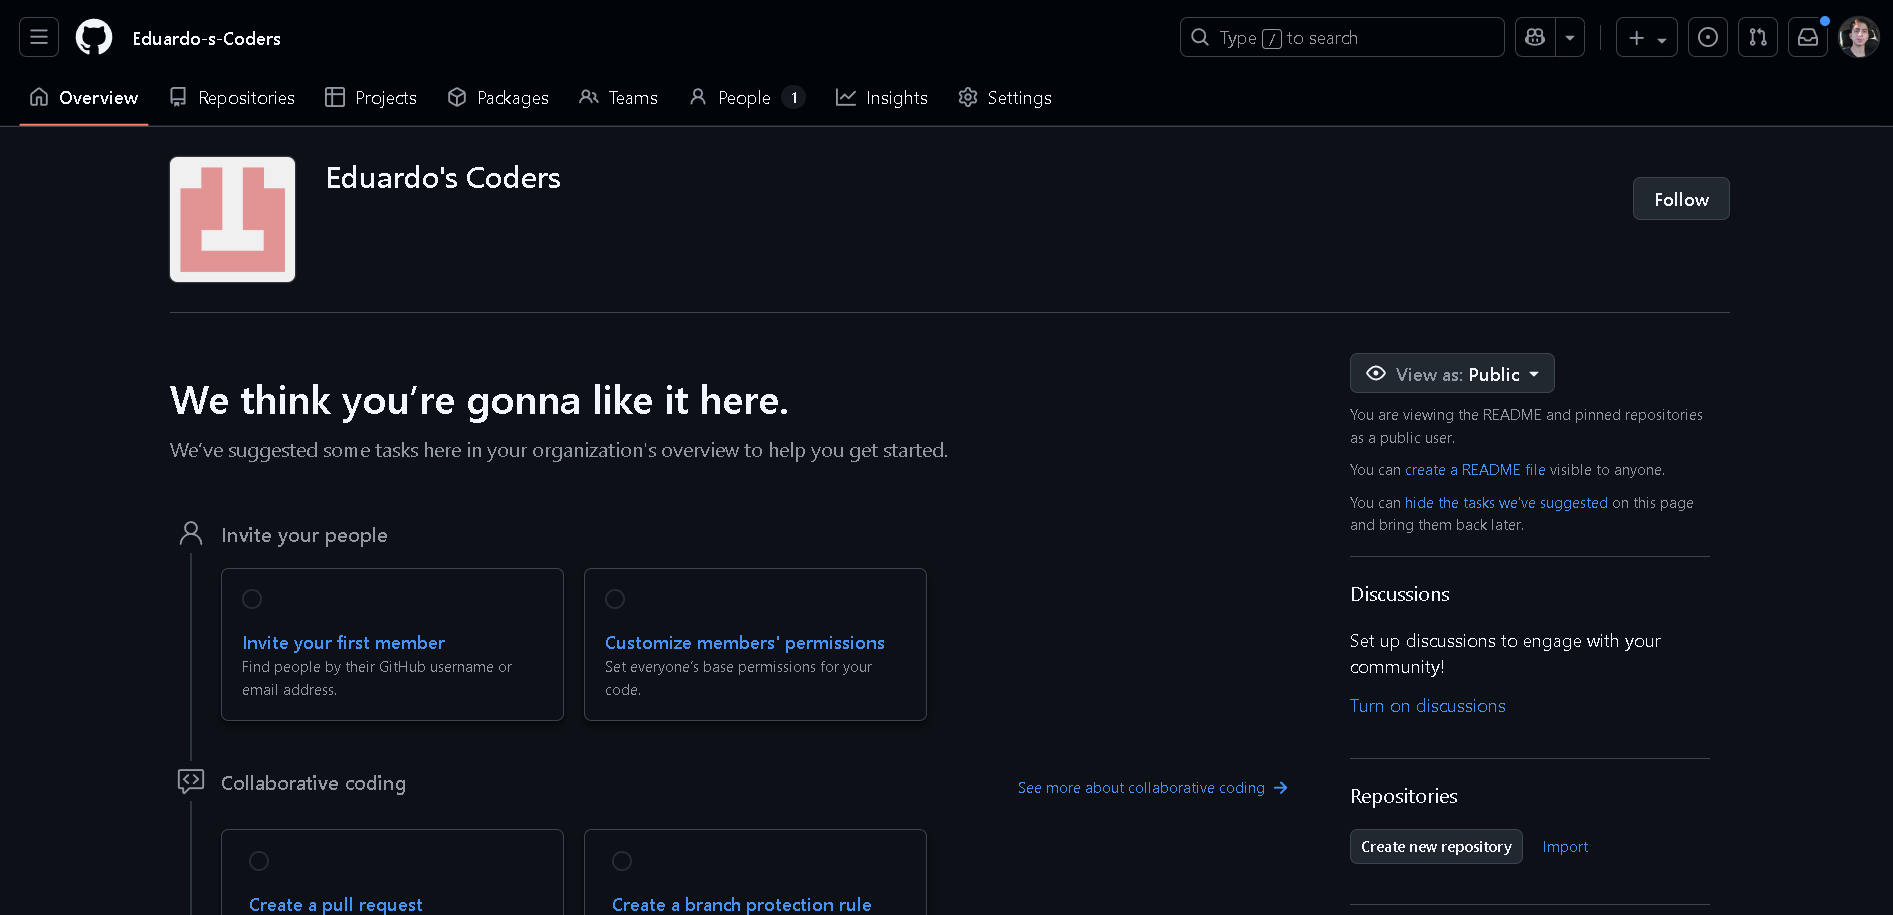 Eduardo-s-Coders
Type / to search
Overview
Repositories
Projects
Packages
Teams
People 1
Insights
Settings
Eduardo's Coders
Follow
We think you’re gonna like it here.
We’ve suggested some tasks here in your organization's overview to help you get started.
Invite your people
Invite your first member
Find people by their GitHub username or
email address.
Customize members' permissions
Set everyone’s base permissions for your
code.
Collaborative coding
See more about collaborative coding
Create a pull request
Create a branch protection rule
View as: Public
You are viewing the README and pinned repositories
as a public user.
You can create a README file visible to anyone.
You can hide the tasks we've suggested on this page
and bring them back later.
Discussions
Set up discussions to engage with your
community!
Turn on discussions
Repositories
Create new repository
Import